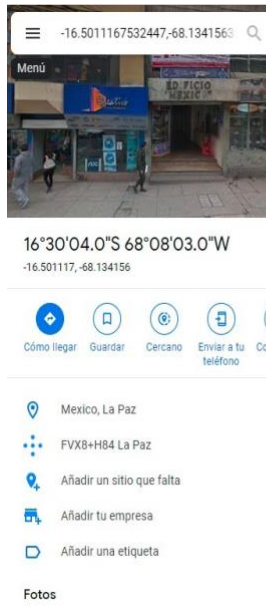 -16.5011167532447,-68.1341563
Menú
EDIFICIO
MEXICO
16°30'04.0"S 68°08'03.0"W
-16.501117, -68.134156
Cómo llegar
Guardar
Cercano
Enviar a tu
teléfono
Mexico, La Paz
FVX8+H84 La Paz
Añadir un sitio que falta
Añadir tu empresa
Añadir una etiqueta
Fotos